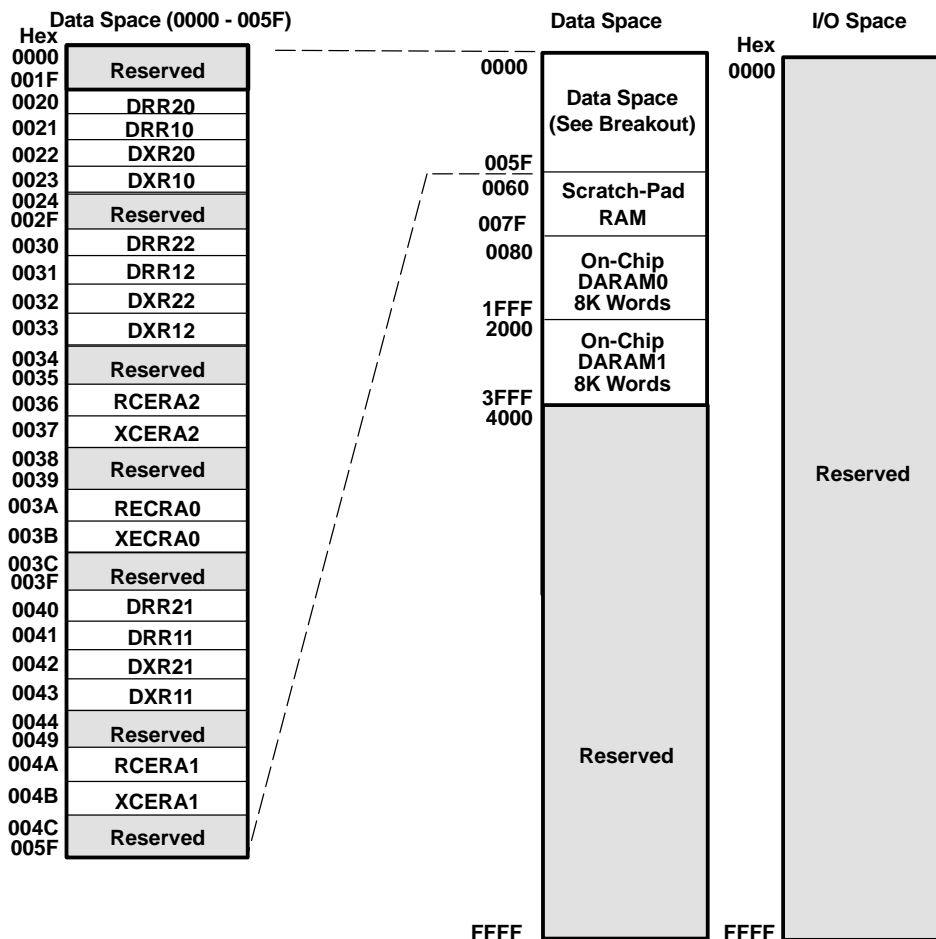 Data Space (0000 - 005F)
Hex
0000
001F
Reserved
0020
DRR20
0021
DRR10
0022
DXR20
0023
DXR10
0024
002F
Reserved
0030
DRR22
0031
DRR12
0032
DXR22
0033
DXR12
0034
0035
Reserved
0036
RCERA2
0037
XCERA2
0038
0039
Reserved
003A
RECRA0
003B
XECRA0
003C
003F
Reserved
0040
DRR21
0041
DRR11
0042
DXR21
0043
DXR11
0044
0049
Reserved
004A
RCERA1
004B
XCERA1
004C
005F
Reserved
Data Space
0000
Data Space
(See Breakout)
005F
0060
Scratch-Pad
RAM
007F
0080
On-Chip
DARAM0
8K Words
1FFF
2000
On-Chip
DARAM1
8K Words
3FFF
4000
Reserved
FFFF
I/O Space
Hex
0000
Reserved
FFFF